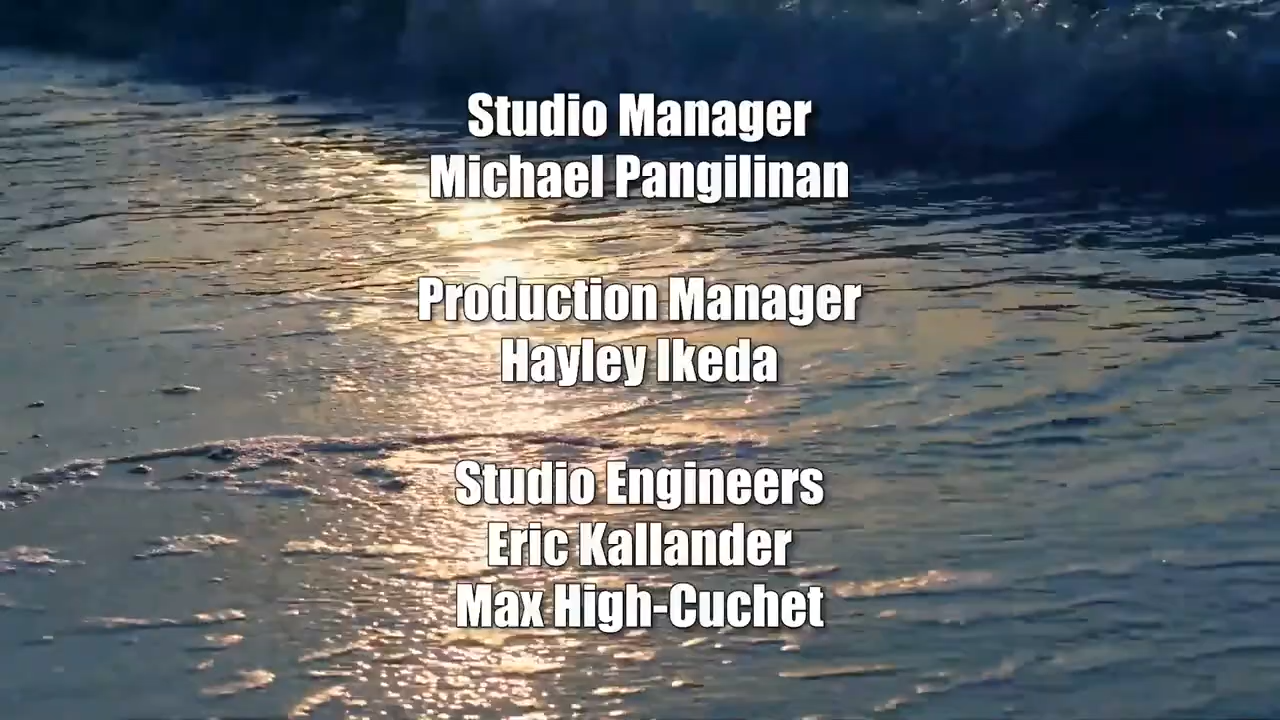 Studio Manager
Michael Pangilinan
Production Manager
Hayley Ikeda
Studio Engineers
Eric Kallander
Max High-Cuchet